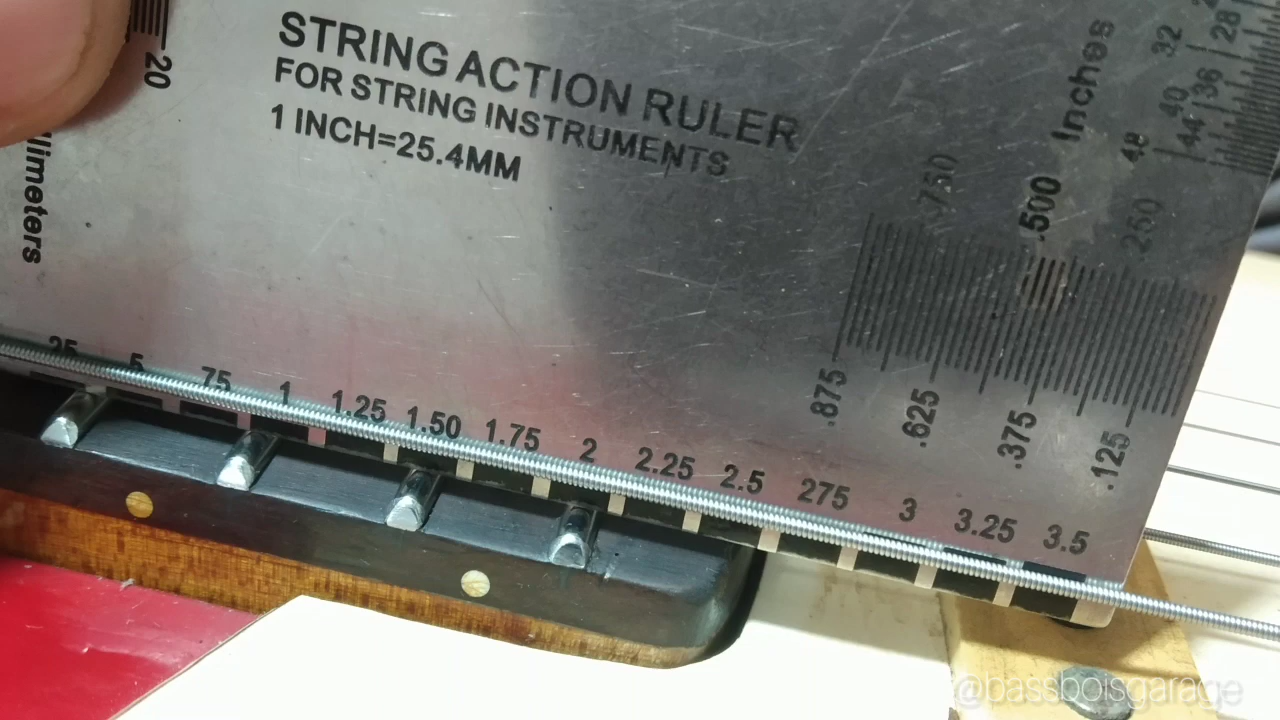 STRING ACTION RULER
FOR STRING INSTRUMENTS
1 INCH=25.4MM
20
Inches
28
32
36
40
44
48
.750
.500
.250
.875
.625
.375
.125
25 5 75 1 1.25 1.50 1.75 2 2.25 2.5 275 3 3.25 3.5
@bassboisgarage